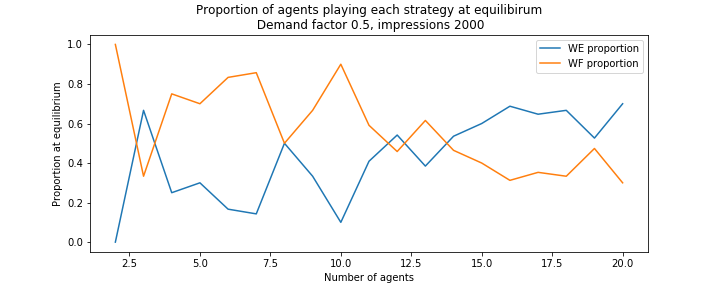 Proportion of agents playing each strategy at equilibirum
Demand factor 0.5, impressions 2000
WE proportion
WF proportion
Proportion at equilibrium
1.0
0.8
0.6
0.4
0.2
0.0
2.5 5.0 7.5 10.0 12.5 15.0 17.5 20.0
Number of agents